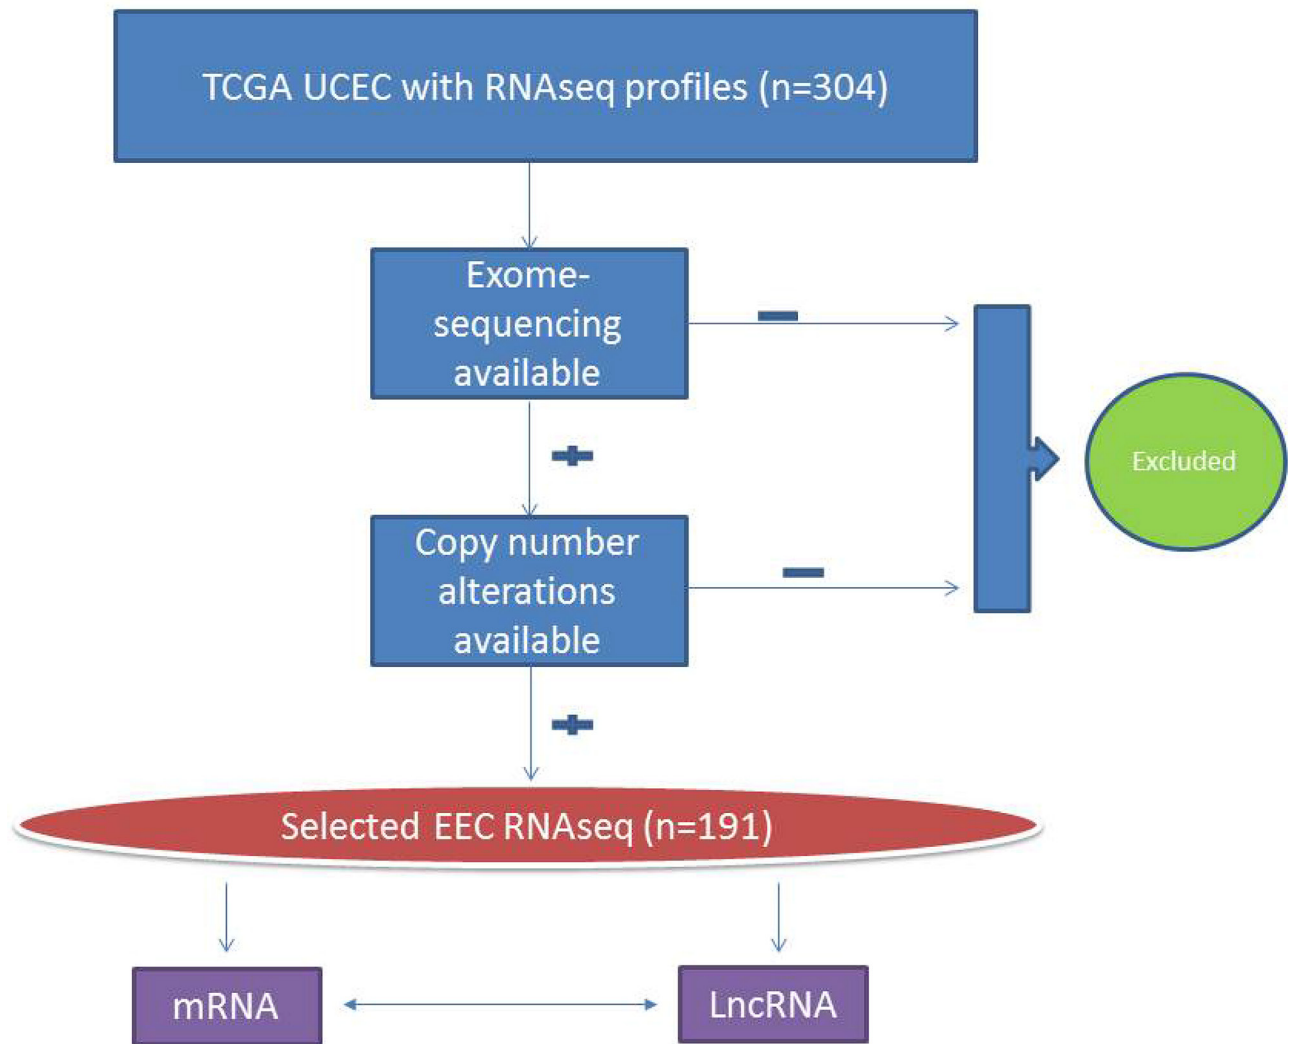 TCGA UCEC with RNAseq profiles (n=304)
Exome-
sequencing
available
Excluded
Copy number
alterations
available
Selected EEC RNAseq (n=191)
mRNA
LncRNA